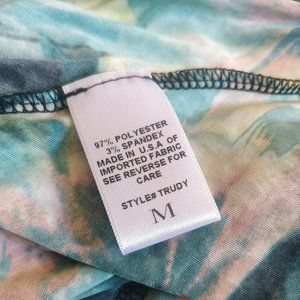 97% POLYESTER
3% SPANDEX
MADE IN U.S.A OF
IMPORTED FABRIC
SEE REVERSE FOR
CARE
STYLE# TRUDY
M